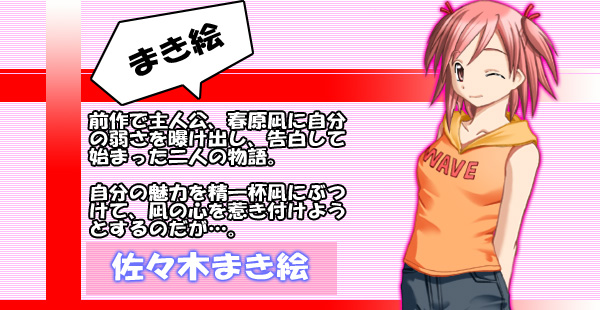 まき絵
前作で主人公、春原凪に自分
の弱さを曝け出し、告白して
始まった二人の物語。
自分の魅力を精一杯凪にぶつ
けて、凪の心を惹き付けよう
とするのだが…。
佐々木まき絵
WAVE